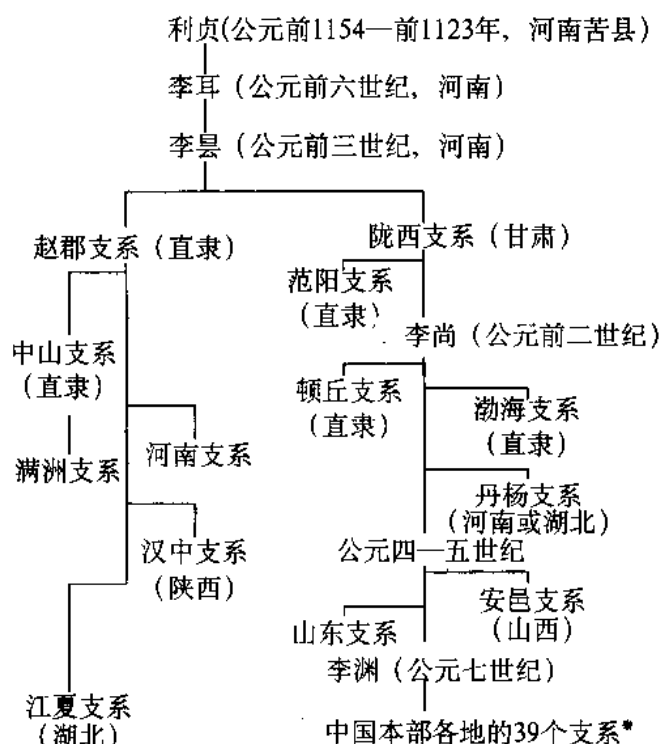 利贞(公元前1154—前1123年，河南苦县)
李耳（公元前六世纪，河南）
李昙（公元前三世纪，河南）
赵郡支系（直隶）
陇西支系（甘肃）
范阳支系
（直隶）
李尚（公元前二世纪）
中山支系
（直隶）
顿丘支系
（直隶）
渤海支系
（直隶）
满洲支系
河南支系
丹杨支系
（河南或湖北）
汉中支系
（陕西）
公元四—五世纪
安邑支系
（山西）
山东支系
李渊（公元七世纪）
江夏支系
（湖北）
中国本部各地的39个支系*